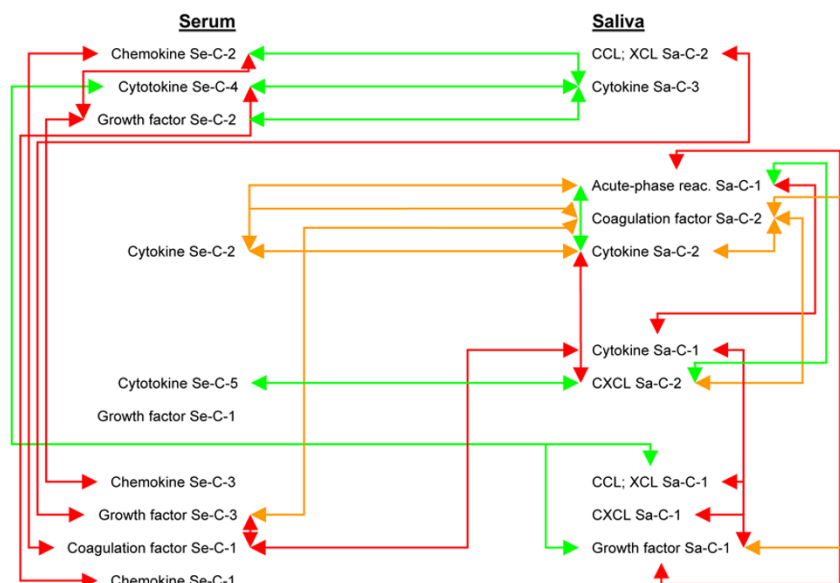 Serum Saliva
Chemokine Se-C-2 CCL; XCL Sa-C-2
Cytotokine Se-C-4 Cytokine Sa-C-3
Growth factor Se-C-2
Acute-phase reac. Sa-C-1
Coagulation factor Sa-C-2
Cytokine Se-C-2 Cytokine Sa-C-2
Cytokine Sa-C-1
Cytotokine Se-C-5 CXCL Sa-C-2
Growth factor Se-C-1
Chemokine Se-C-3 CCL; XCL Sa-C-1
Growth factor Se-C-3 CXCL Sa-C-1
Coagulation factor Se-C-1 Growth factor Sa-C-1
Chemokine Se-C-1